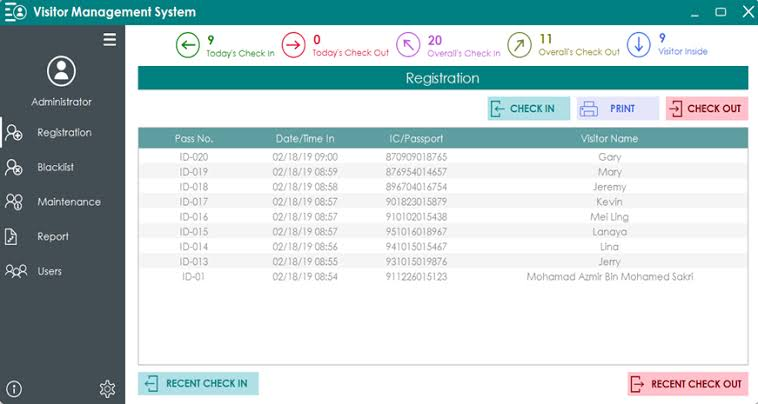 Visitor Management System
9
Today's Check In
0
Today's Check Out
20
Overall's Check In
11
Overall's Check Out
9
Visitor Inside
Administrator
Registration
Blacklist
Maintenance
Report
Users
Registration
CHECK IN
PRINT
CHECK OUT
Pass No. Date/Time In IC/Passport Visitor Name
ID-020 02/18/19 09:00 870909018765 Gary
ID-019 02/18/19 08:59 876954014657 Mary
ID-018 02/18/19 08:58 896704016754 Jeremy
ID-017 02/18/19 08:57 901823015879 Kevin
ID-016 02/18/19 08:57 910102015438 Mei Ling
ID-015 02/18/19 08:57 951016018967 Lanaya
ID-014 02/18/19 08:56 941015015467 Lina
ID-013 02/18/19 08:55 931015019876 Jerry
ID-01 02/18/19 08:54 911226015123 Mohamad Azmir Bin Mohamed Sakri
RECENT CHECK IN
RECENT CHECK OUT